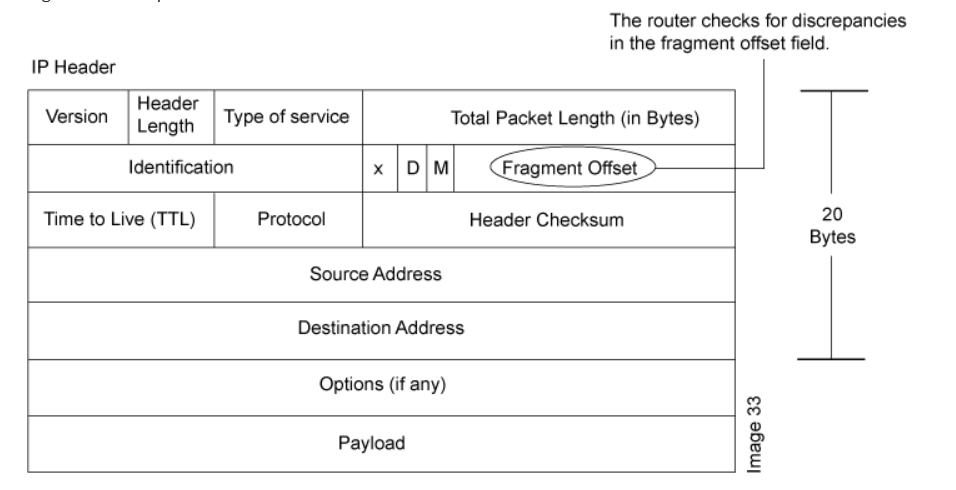 The router checks for discrepancies
in the fragment offset field.
IP Header
Version
Header
Length
Type of service
Total Packet Length (in Bytes)
Identification
x
D
M
Fragment Offset
Time to Live (TTL)
Protocol
Header Checksum
20
Bytes
Source Address
Destination Address
Options (if any)
Payload
Image 33